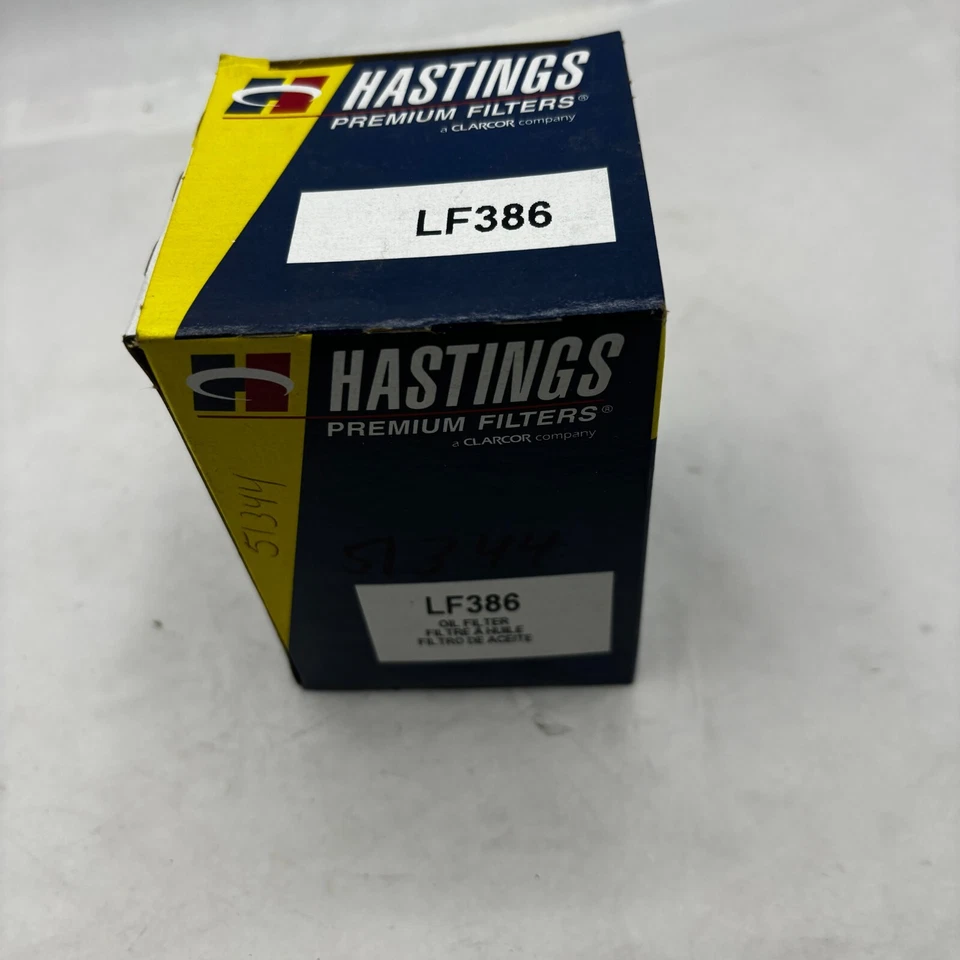 HASTINGS
PREMIUM FILTERS®
a CLARCOR company
LF386
HASTINGS
PREMIUM FILTERS®
a CLARCOR company
51344
51344
LF386
OIL FILTER
FILTRE À HUILE
FILTRO DE ACEITE